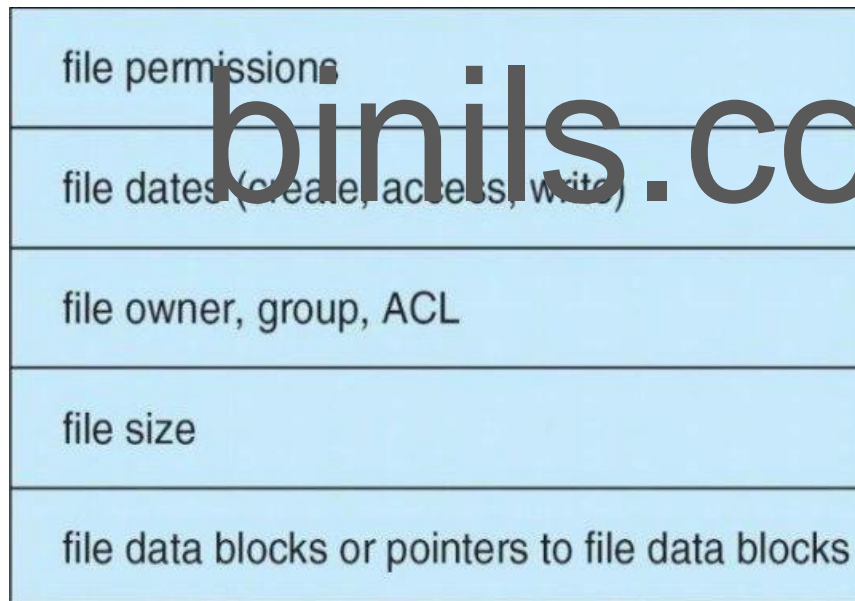 file permissions
binils.co
file dates (create, access, write)
file owner, group, ACL
file size
file data blocks or pointers to file data blocks